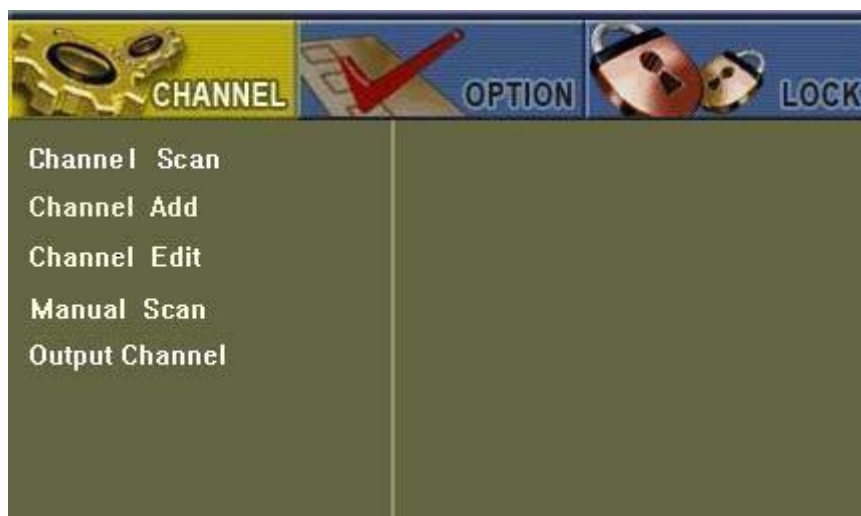 CHANNEL OPTION LOCK
Channel Scan
Channel Add
Channel Edit
Manual Scan
Output Channel